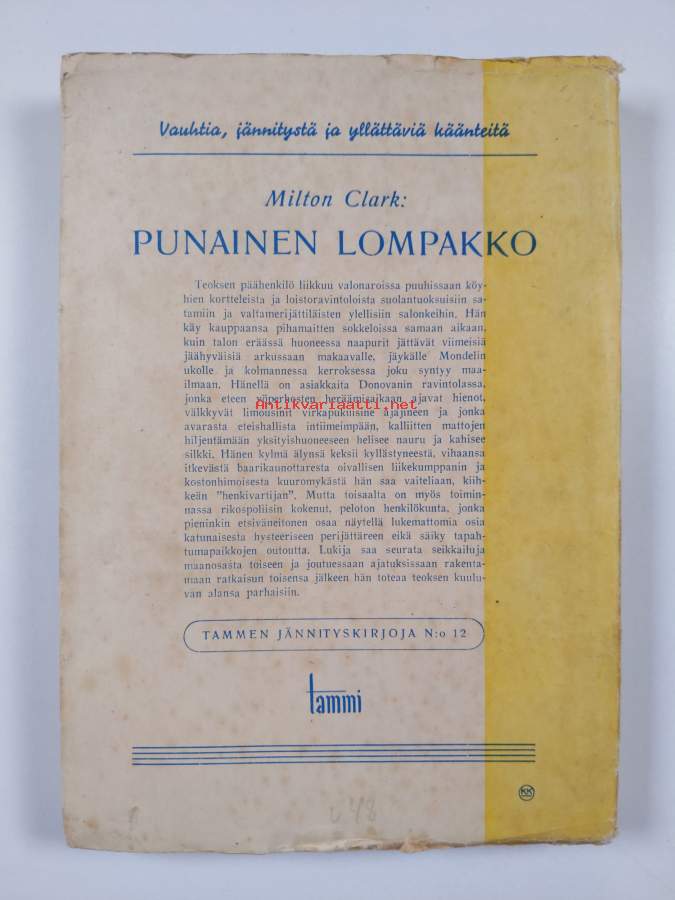 Vauhtia, jännitystä ja yllättäviä käänteitä
Milton Clark:
PUNAINEN LOMPAKKO
Teoksen päähenkilö liikkuu valonaroissa puuhissaan köy-
hien kortteleista ja loistoravintoloista suolantuoksuisiin sa-
tamiin ja valtamerijättiläisten ylellisiin salonkeihin. Hän
käy kauppaansa pihamaitten sokkeloissa samaan aikaan,
kuin talon eräässä huoneessa naapurit jättävät viimeisiä
jäähyväisiä arkussaan makaavalle, jäykälle Mondelin
ukolle ja kolmannessa kerroksessa joku syntyy maa-
ilmaan. Hänellä on asiakkaita Donovanin ravintolassa,
jonka eteen yöperhosten heräämisaikaan ajavat hienot,
Antikvariaatti.net
välkkyvät limousinit virkapukuisine ajajineen ja jonka
avarasta eteishallista intiimeimpään, kalliitten mattojen
hiljentämään yksityishuoneeseen helisee nauru ja kahisee
silkki. Hänen kylmä älynsä keksii kyllästyneestä, vihaansa
itkevästä baarikaunottaresta oivallisen liikekumppanin ja
kostonhimoisesta kuuromykästä hän saa vaiteliaan, kiih-
keän "henkivartijan". Mutta toisaalta on myös toimin-
nassa rikospoliisin kokenut, peloton henkilökunta, jonka
pieninkin etsiväneitonen osaa näytellä lukemattomia osia
katunaisesta hysteeriseen perijättäreen eikä säiky tapah-
tumapaikkojen outoutta. Lukija saa seurata seikkailuja
maanosasta toiseen ja joutuessaan ajatuksissaan rakenta-
maan ratkaisun toisensa jälkeen hän toteaa teoksen kuulu-
van alansa parhaisiin.
TAMMEN JÄNNITYSKIRJOJA N:o 12
tammi
KK